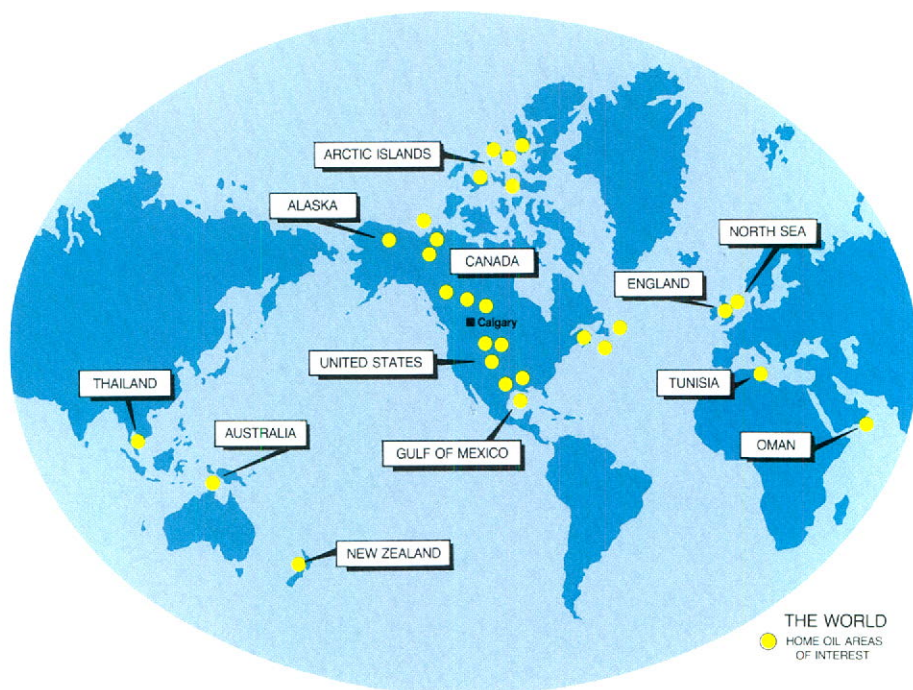 ARCTIC ISLANDS
ALASKA
CANADA
NORTH SEA
ENGLAND
Calgary
UNITED STATES
THAILAND
TUNISIA
AUSTRALIA
GULF OF MEXICO
OMAN
NEW ZEALAND
THE WORLD
HOME OIL AREAS
OF INTEREST